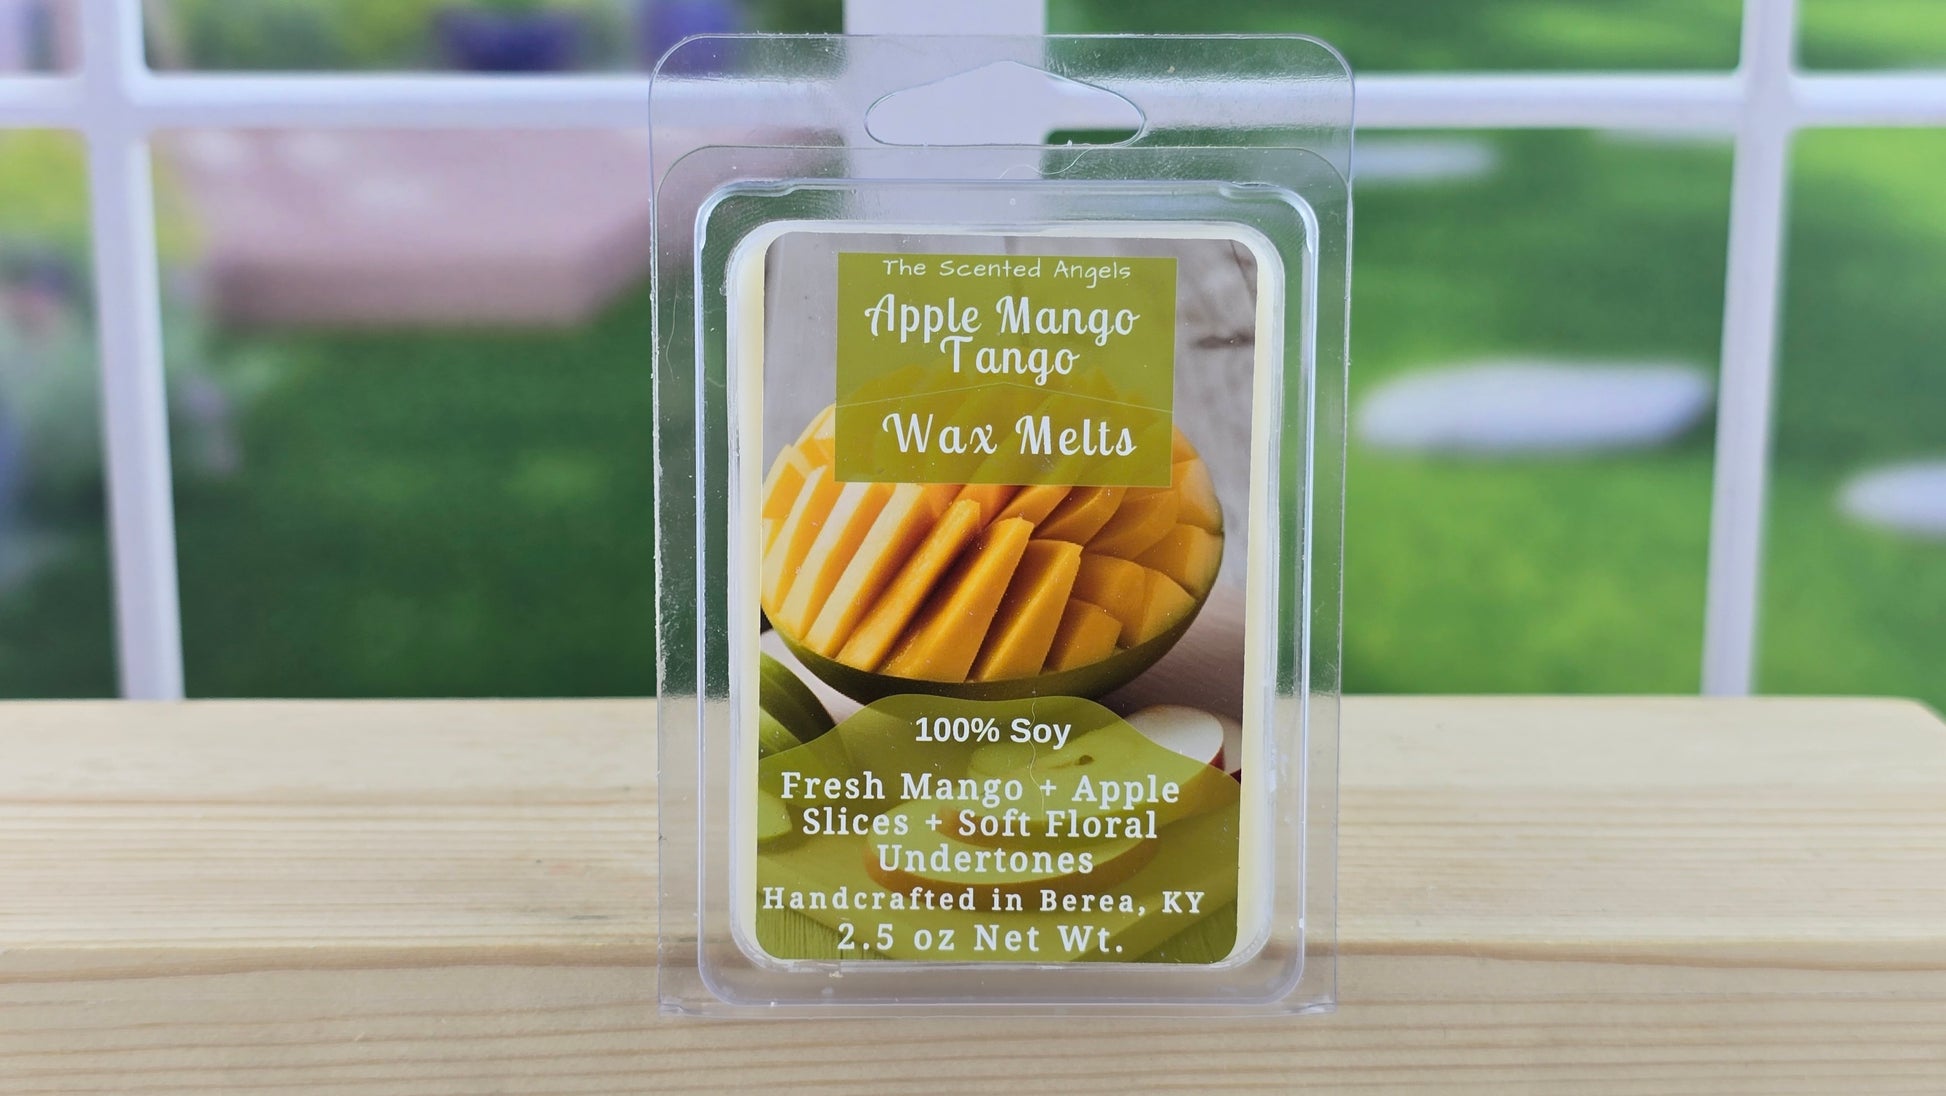 The Scented Angels
Apple Mango
Tango
Wax Melts
100% Soy
Fresh Mango + Apple
Slices + Soft Floral
Undertones
Handcrafted in Berea, KY
2.5 oz Net Wt.